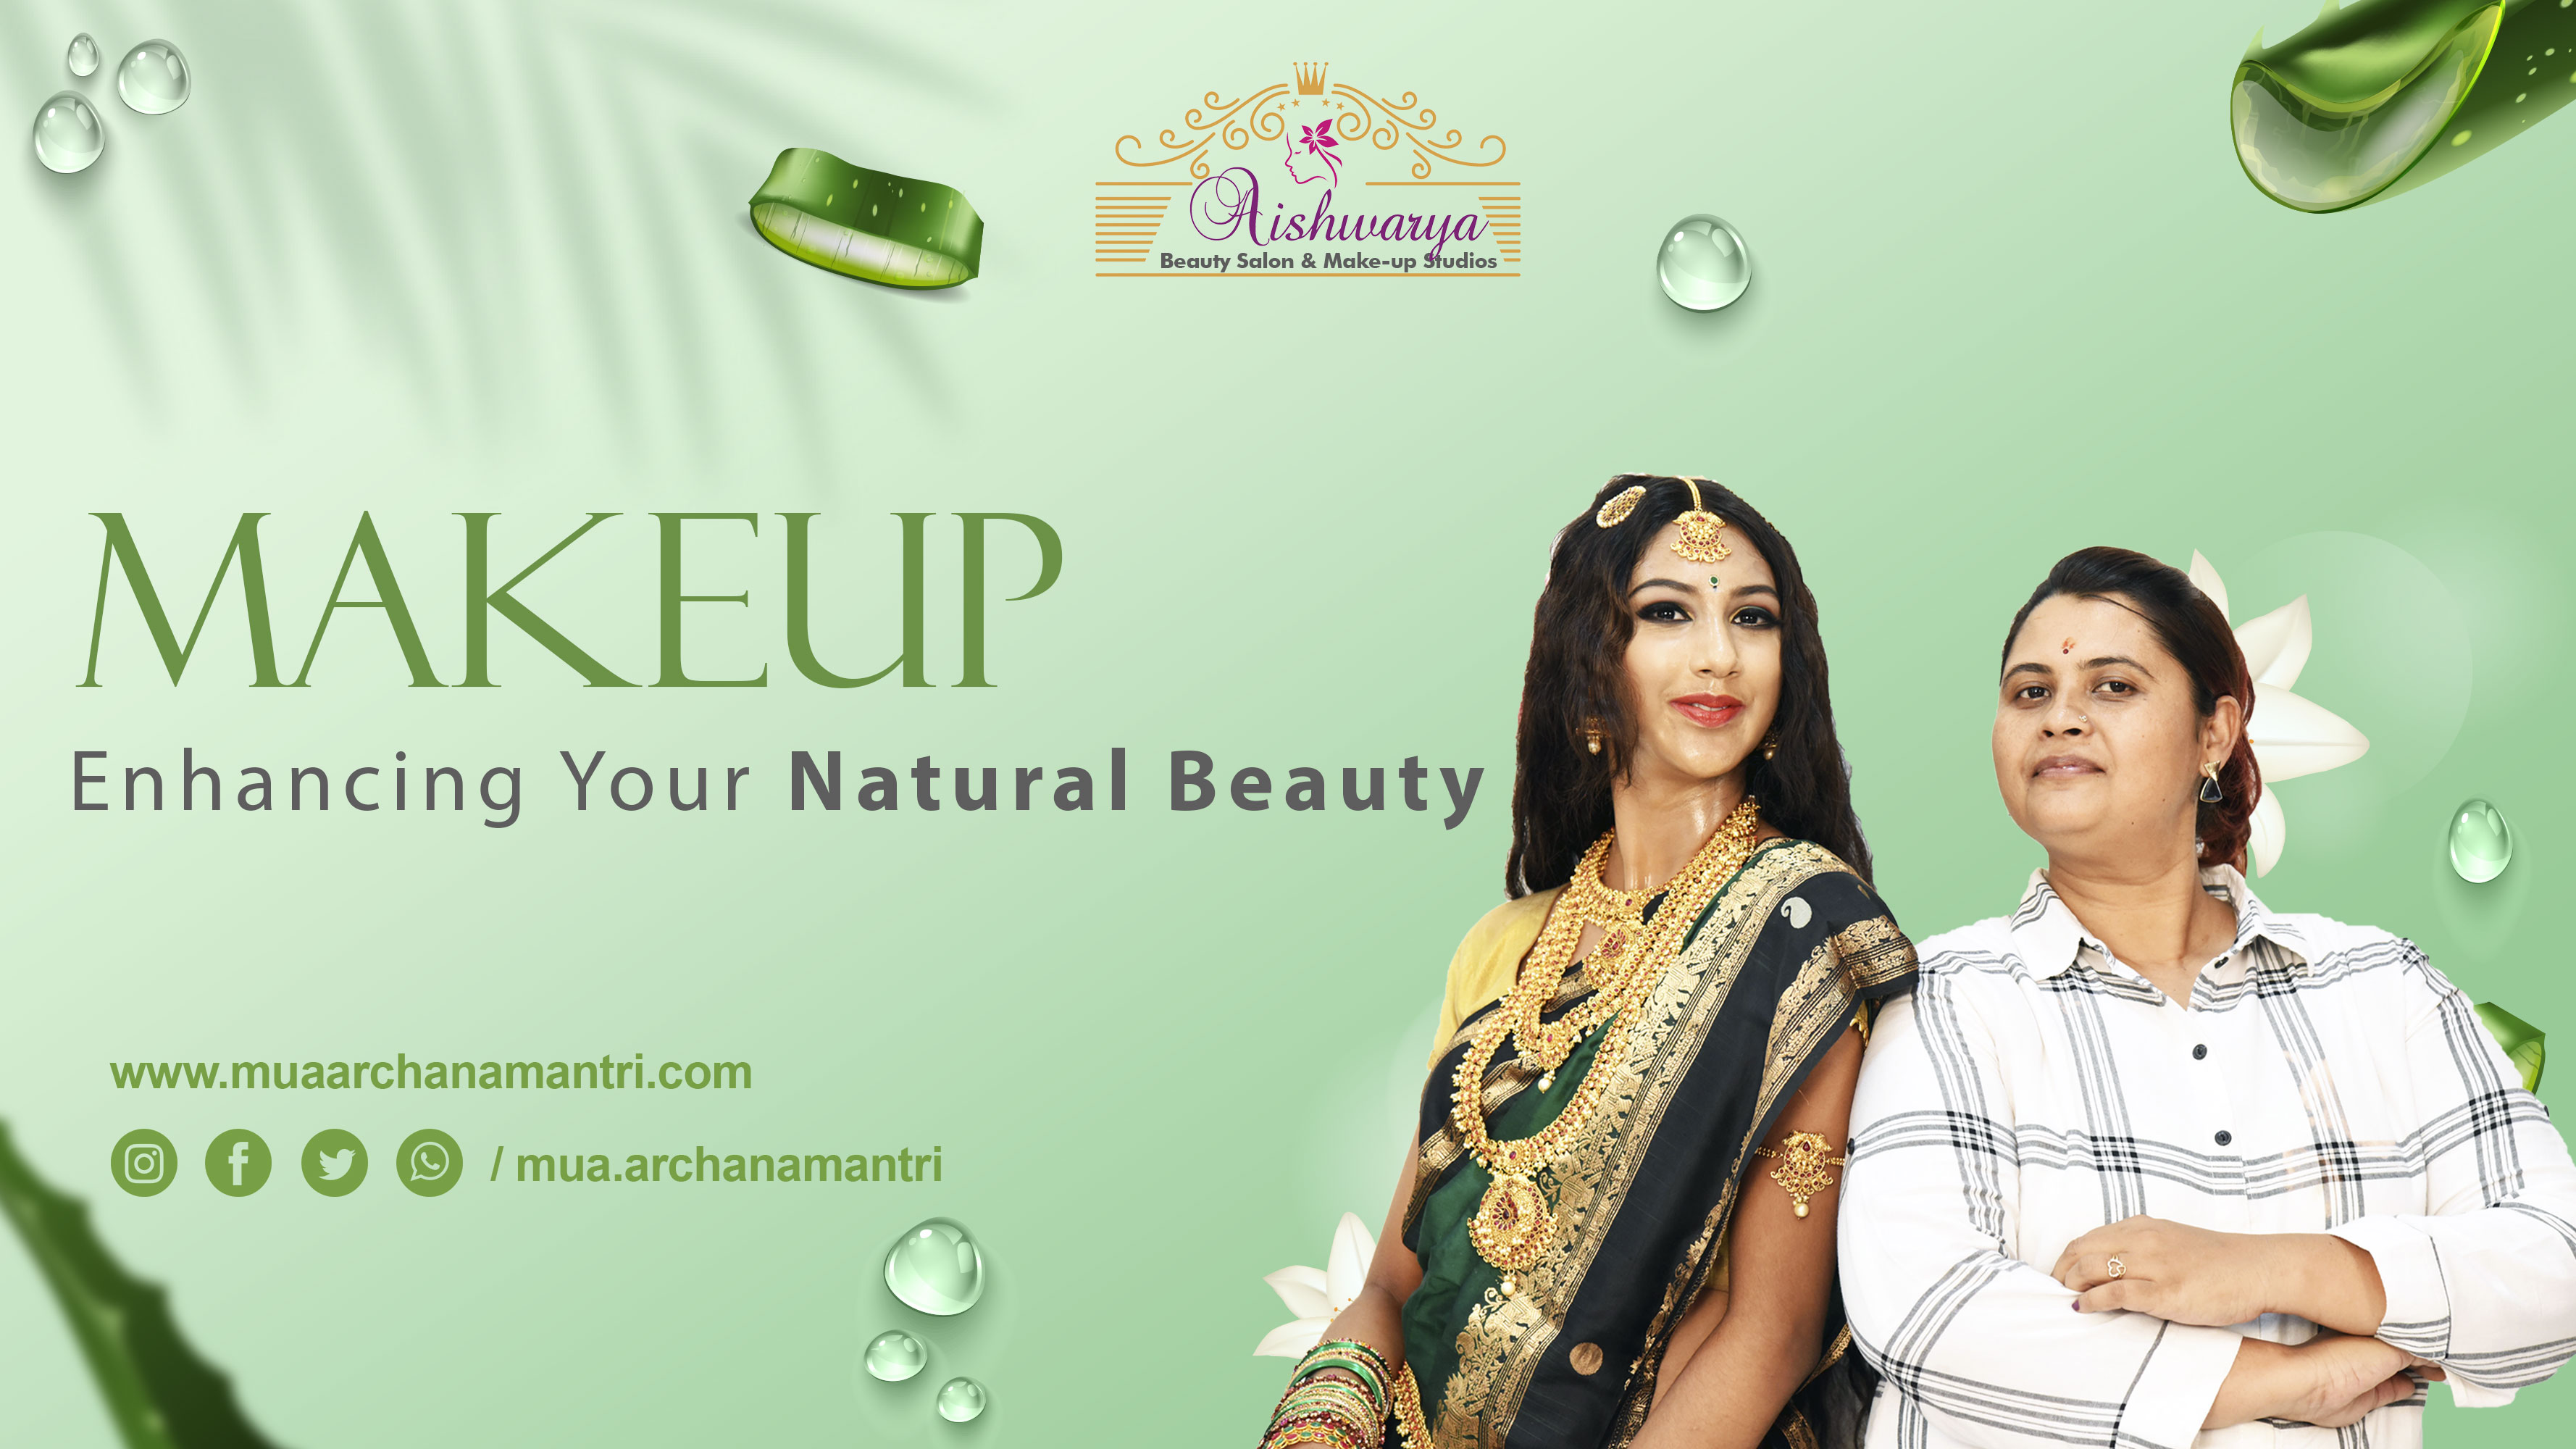 Aishwarya
Beauty Salon & Make-up Studios
MAKEUP
Enhancing Your Natural Beauty
www.muaarchanamantri.com
/ mua.archanamantri